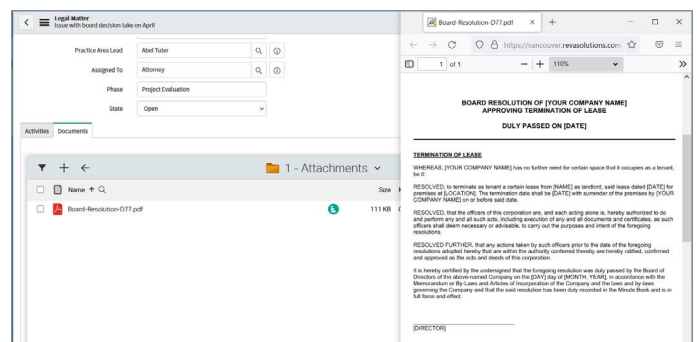 Legal Matter
Issue with board decision take on April
Practice Area Lead
Abel Tuter
Assigned To
Attorney
Phase
Project Evaluation
State
Open
Activities
Documents
1 - Attachments
Name
Size
Board-Resolution-D77.pdf
111 KB
Board-Resolution-D77.pdf
https://vancouver.revasolutions.com
1
of 1
110%
BOARD RESOLUTION OF [YOUR COMPANY NAME]
APPROVING TERMINATION OF LEASE
DULY PASSED ON [DATE]
TERMINATION OF LEASE
WHEREAS, [YOUR COMPANY NAME] has no further need for certain space that it occupies as a tenant,
be it:
RESOLVED, to terminate as tenant a certain lease from [NAME] as landlord, said lease dated [DATE] for
premises at [LOCATION]. The termination date shall be [DATE] with surrender of the premises by [YOUR
COMPANY NAME] on or before said date.
RESOLVED, that the officers of this corporation are, and each acting alone is, hereby authorized to do
and perform any and all such acts, including execution of any and all documents and certificates, as such
officers shall deem necessary or advisable, to carry out the purposes and intent of the foregoing
resolutions.
RESOLVED FURTHER, that any actions taken by such officers prior to the date of the foregoing
resolutions adopted hereby that are within the authority conferred thereby are hereby ratified, confirmed
and approved as the acts and deeds of this corporation.
It is hereby certified by the undersigned that the foregoing resolution was duly passed by the Board of
Directors of the above-named Company on the [DAY] day of [MONTH, YEAR], in accordance with the
Memorandum or By-Laws and Articles of Incorporation of the Company and the laws and by-laws
governing the Company and that the said resolution has been duly recorded in the Minute Book and is in
full force and effect.
[DIRECTOR]